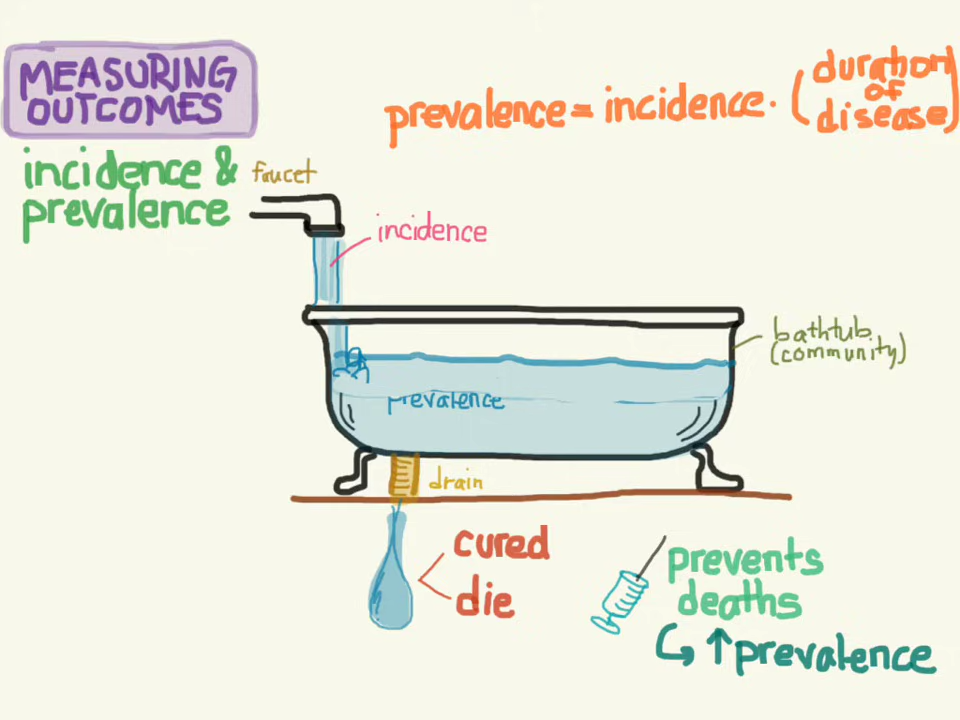 MEASURING
OUTCOMES
incidence &
prevalence
prevalence = incidence · (duration
of
disease)
faucet
incidence
bathtub
(community)
prevalence
drain
cured
die
prevents
deaths
↳ ↑ prevalence